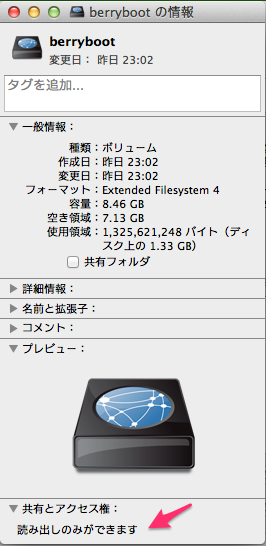 berryboot の情報
berryboot
変更日： 昨日 23:02
タグを追加...
一般情報：
種類：ボリューム
作成日：昨日 23:02
変更日：昨日 23:02
フォーマット：Extended Filesystem 4
容量：8.46 GB
空き領域：7.13 GB
使用領域：1,325,621,248 バイト（ディ
スク上の 1.33 GB）
共有フォルダ
詳細情報：
名前と拡張子：
コメント：
プレビュー：
共有とアクセス権：
読み出しのみができます